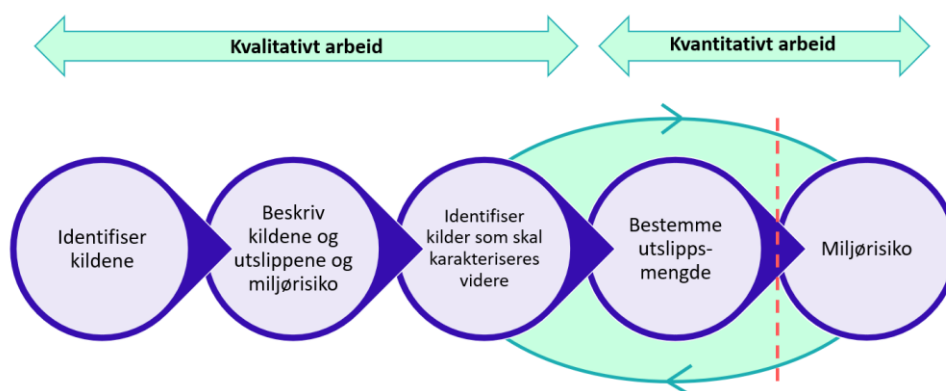 Kvalitativt arbeid
Kvantitativt arbeid
Identifiser
kildene
Beskriv
kildene og
utslippene og
miljørisiko
Identifiser
kilder som skal
karakteriseres
videre
Bestemme
utslipps-
mengde
Miljørisiko